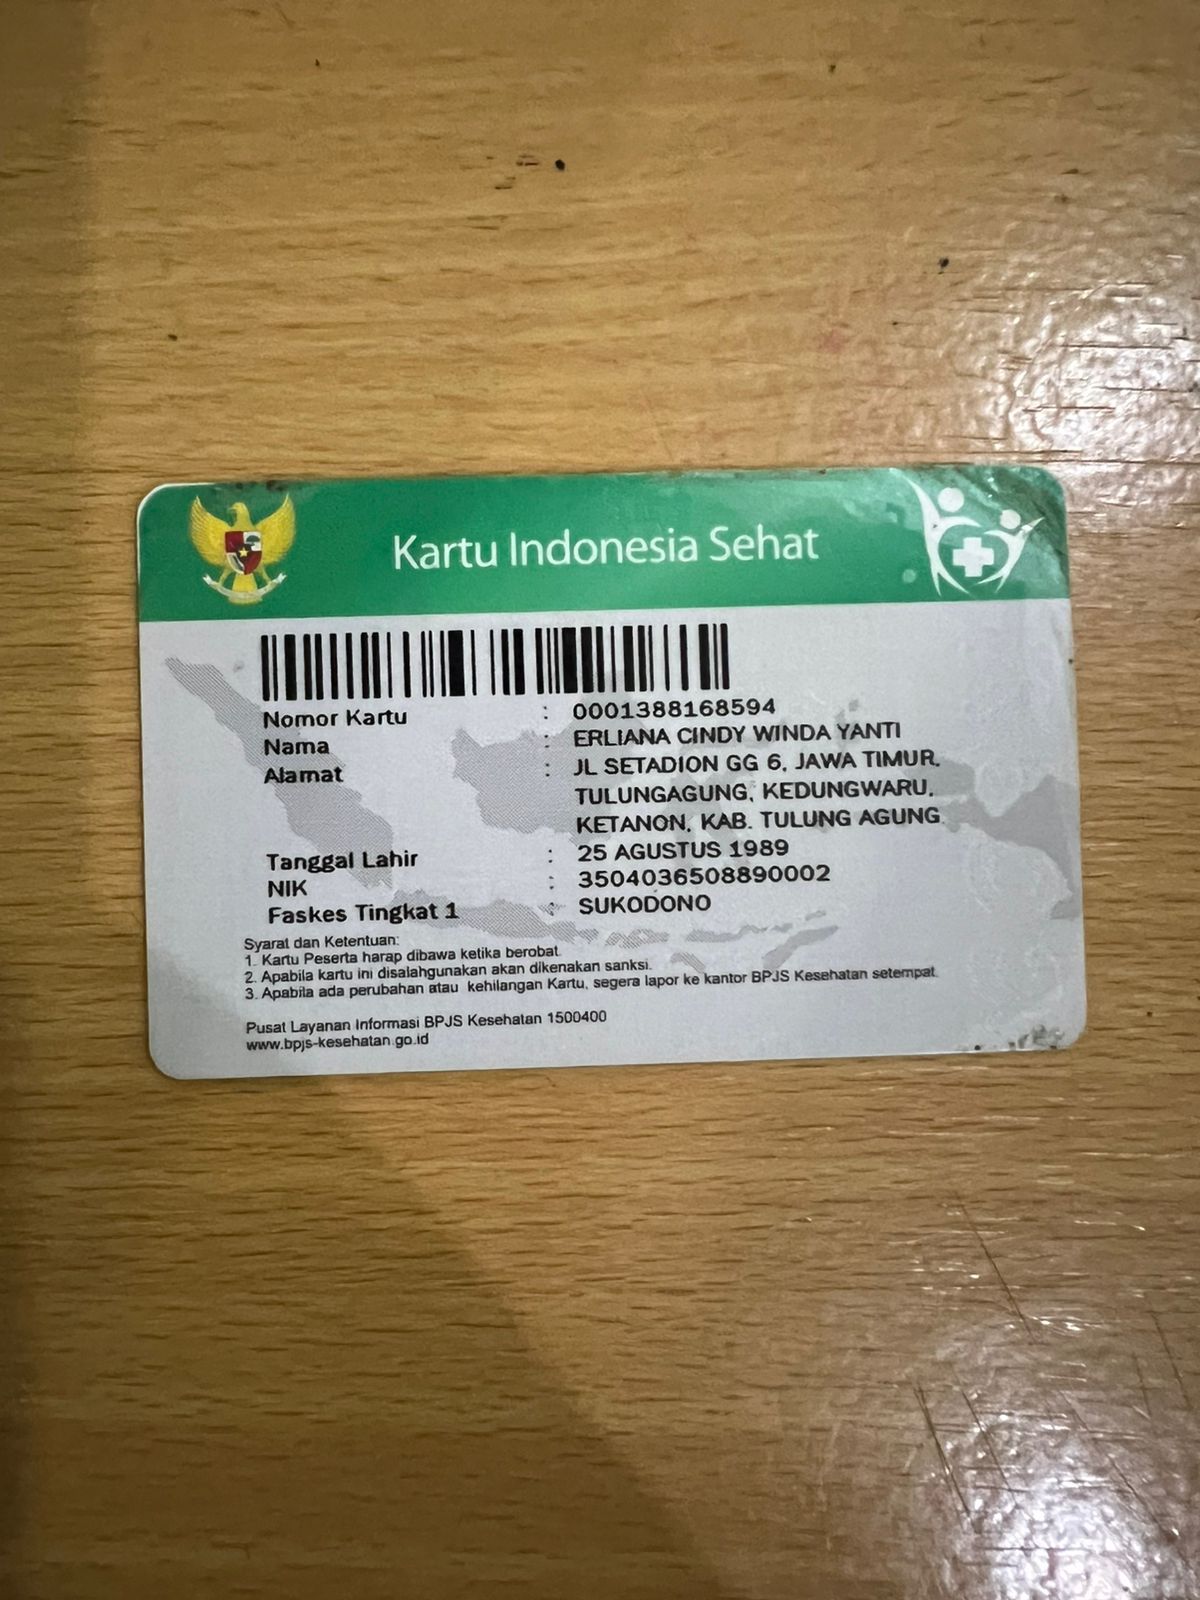 Kartu Indonesia Sehat
Nomor Kartu : 0001388168594
Nama : ERLIANA CINDY WINDA YANTI
Alamat : JL SETADION GG 6, JAWA TIMUR,
TULUNGAGUNG, KEDUNGWARU,
KETANON, KAB. TULUNG AGUNG
Tanggal Lahir : 25 AGUSTUS 1989
NIK : 3504036508890002
Faskes Tingkat 1 : SUKODONO
Syarat dan Ketentuan:
1. Kartu Peserta harap dibawa ketika berobat.
2. Apabila kartu ini disalahgunakan akan dikenakan sanksi.
3. Apabila ada perubahan atau kehilangan Kartu, segera lapor ke kantor BPJS Kesehatan setempat.
Pusat Layanan Informasi BPJS Kesehatan 1500400
www.bpjs-kesehatan.go.id